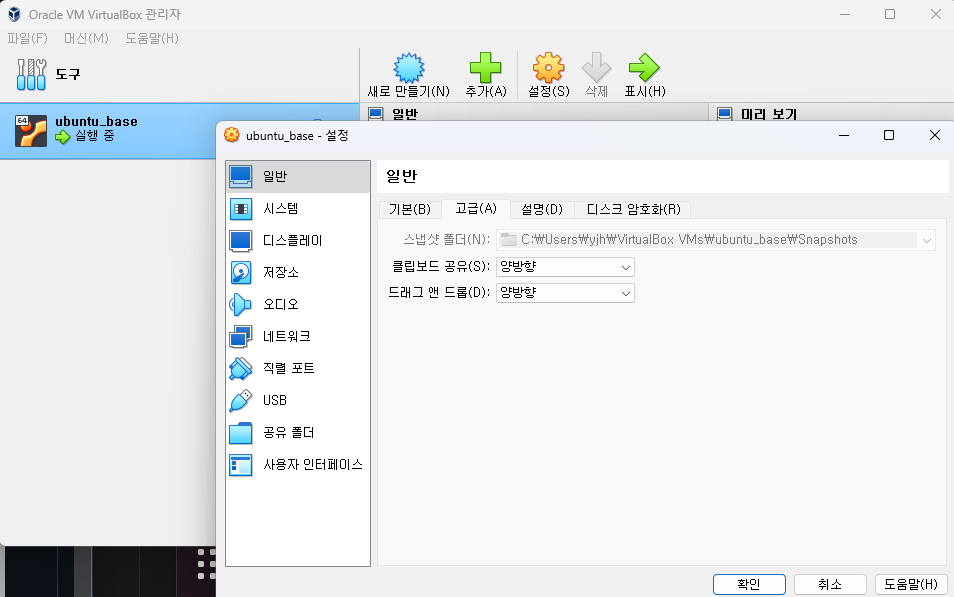 Oracle VM VirtualBox 관리자
파일(F) 머신(M) 도움말(H)
도구
새로 만들기(N) 추가(A) 설정(S) 삭제 표시(H)
64 ubuntu_base
실행 중
일반 미리 보기
ubuntu_base - 설정
일반
시스템
디스플레이
저장소
오디오
네트워크
직렬 포트
USB
공유 폴더
사용자 인터페이스
일반
기본(B) 고급(A) 설명(D) 디스크 암호화(R)
스냅샷 폴더(N): C:₩Users₩yjh₩VirtualBox VMs₩ubuntu_base₩Snapshots
클립보드 공유(S): 양방향
드래그 앤 드롭(D): 양방향
확인 취소 도움말(H)